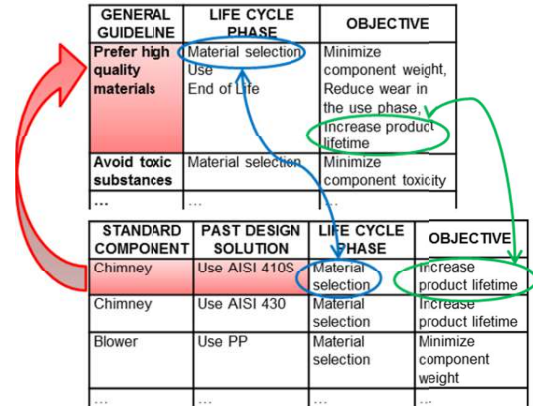 GENERAL GUIDELINE LIFE CYCLE PHASE OBJECTIVE
Prefer high quality materials Material selection Use End of Life Minimize component weight, Reduce wear in the use phase, Increase product lifetime
Avoid toxic substances Material selection Minimize component toxicity
... ... ...
STANDARD COMPONENT PAST DESIGN SOLUTION LIFE CYCLE PHASE OBJECTIVE
Chimney Use AISI 410S Material selection Increase product lifetime
Chimney Use AISI 430 Material selection Increase product lifetime
Blower Use PP Material selection Minimize component weight
... ... ... ...